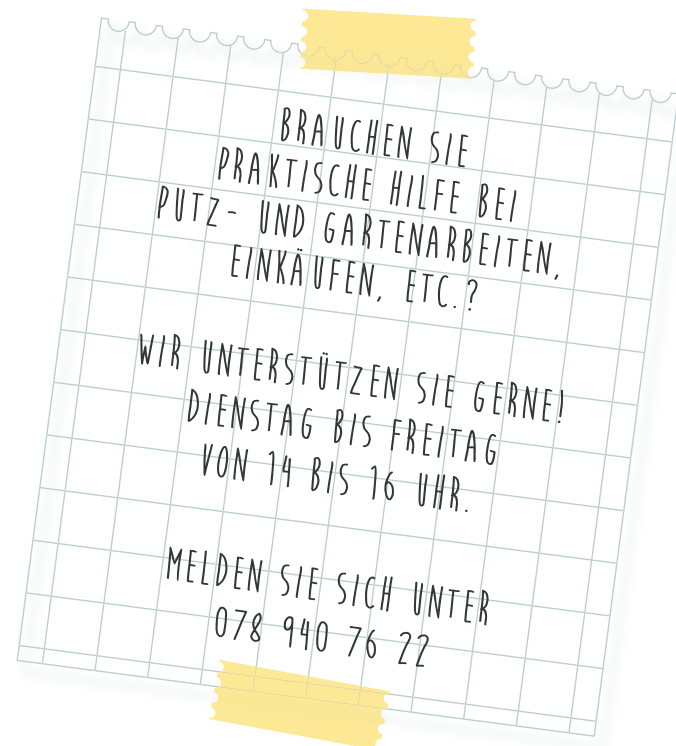 BRAUCHEN SIE
PRAKTISCHE HILFE BEI
PUTZ- UND GARTENARBEITEN,
EINKÄUFEN, ETC.?
WIR UNTERSTÜTZEN SIE GERNE!
DIENSTAG BIS FREITAG
VON 14 BIS 16 UHR.
MELDEN SIE SICH UNTER
078 940 76 22